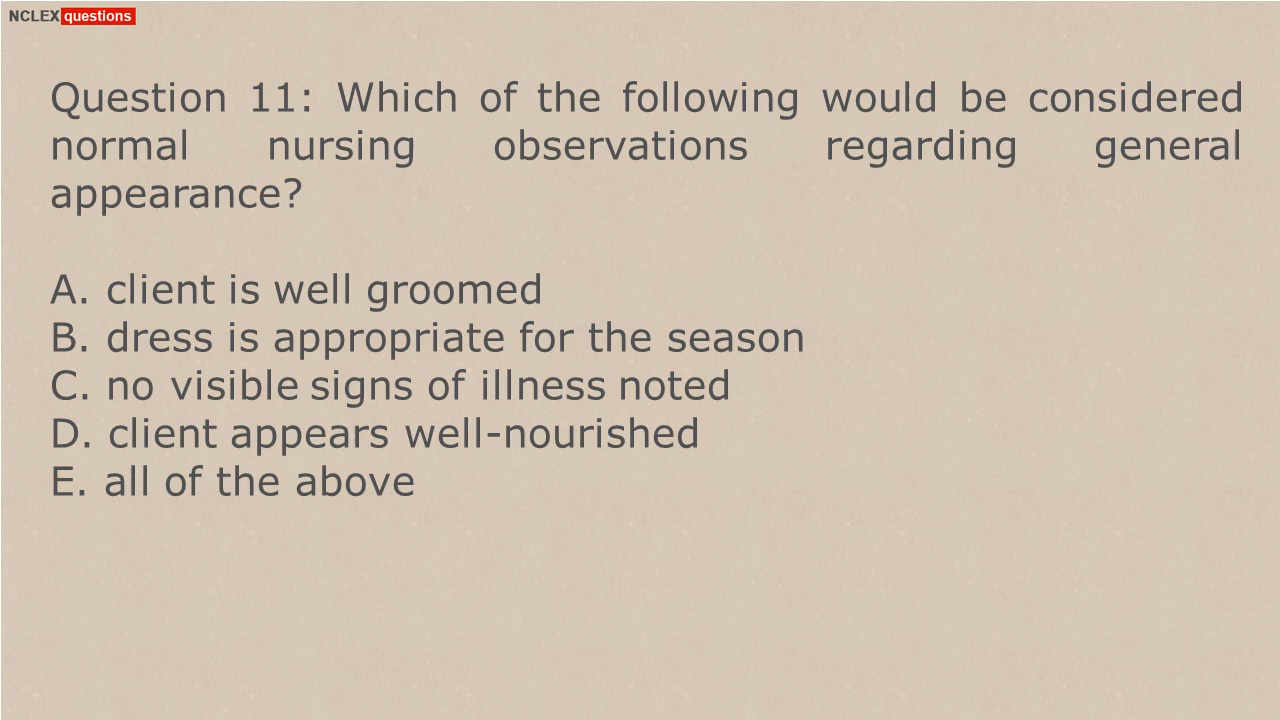 NCLEX questions
Question 11: Which of the following would be considered
normal nursing observations regarding general
appearance?
A. client is well groomed
B. dress is appropriate for the season
C. no visible signs of illness noted
D. client appears well-nourished
E. all of the above